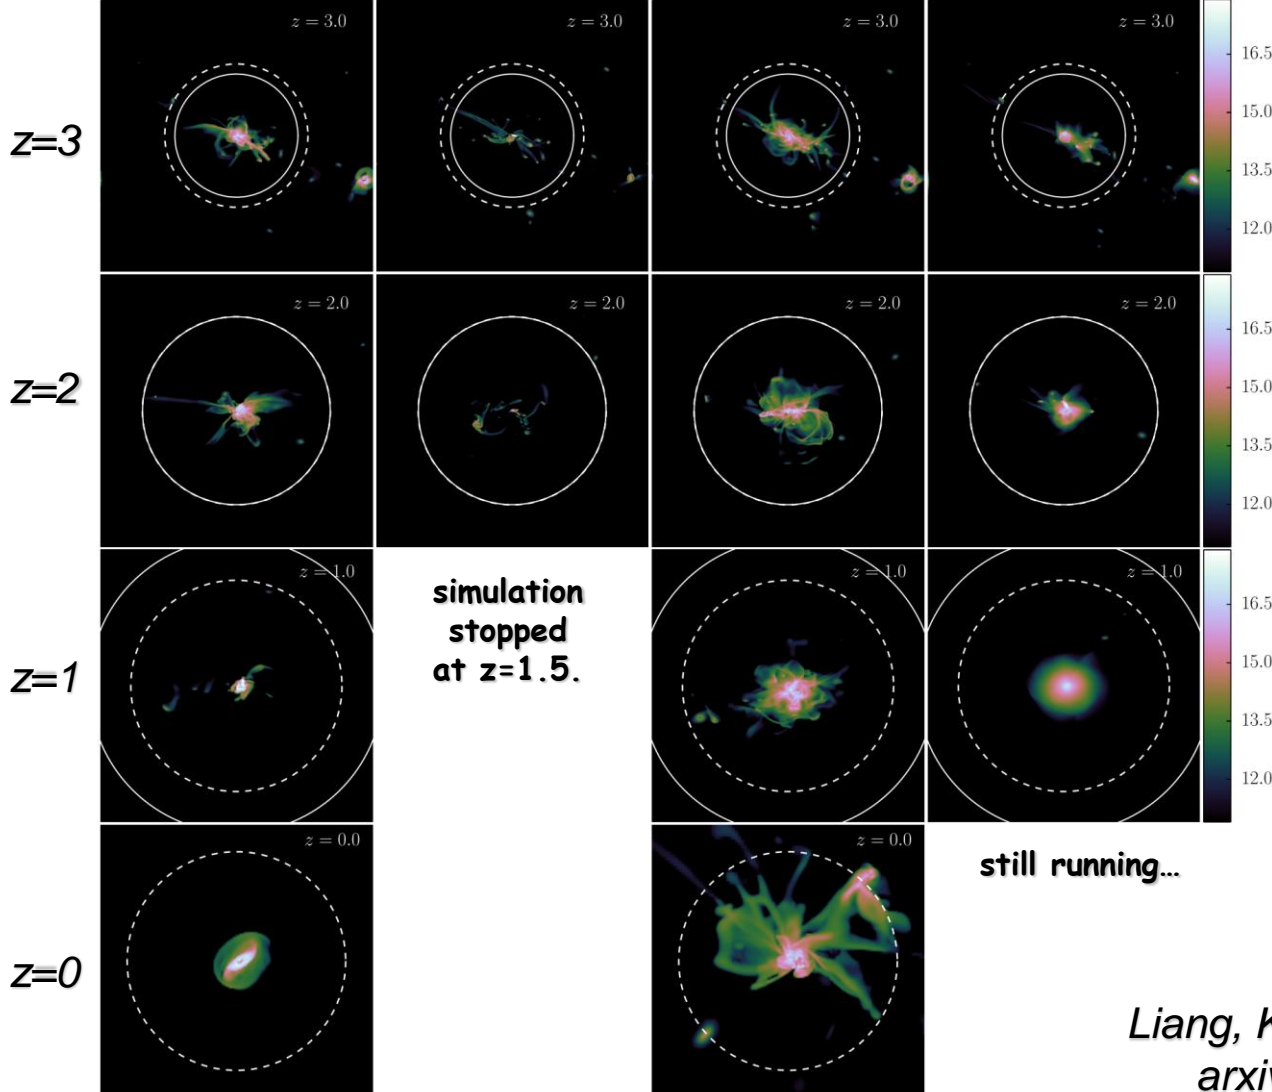 z = 3.0 z = 3.0 z = 3.0 z = 3.0
16.5
15.0
13.5
12.0
z=3
z = 2.0 z = 2.0 z = 2.0 z = 2.0
16.5
15.0
13.5
12.0
z=2
z = 1.0 z = 1.0 z = 1.0
16.5
15.0
13.5
12.0
z=1
simulation
stopped
at z=1.5.
z = 0.0 z = 0.0
still running...
z=0
Liang, K
arxiv